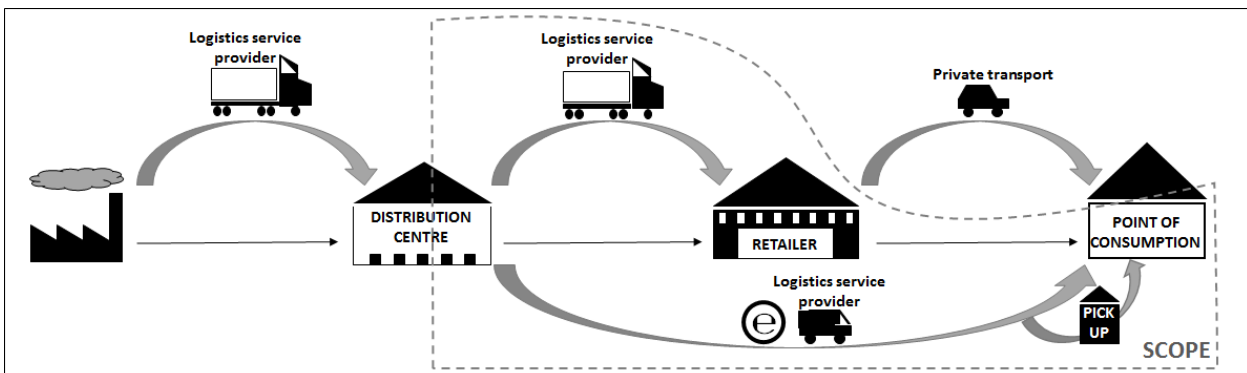 Logistics service
provider
Logistics service
provider
Private transport
DISTRIBUTION
CENTRE
RETAILER
POINT OF
CONSUMPTION
Logistics service
provider
e
PICK
UP
SCOPE